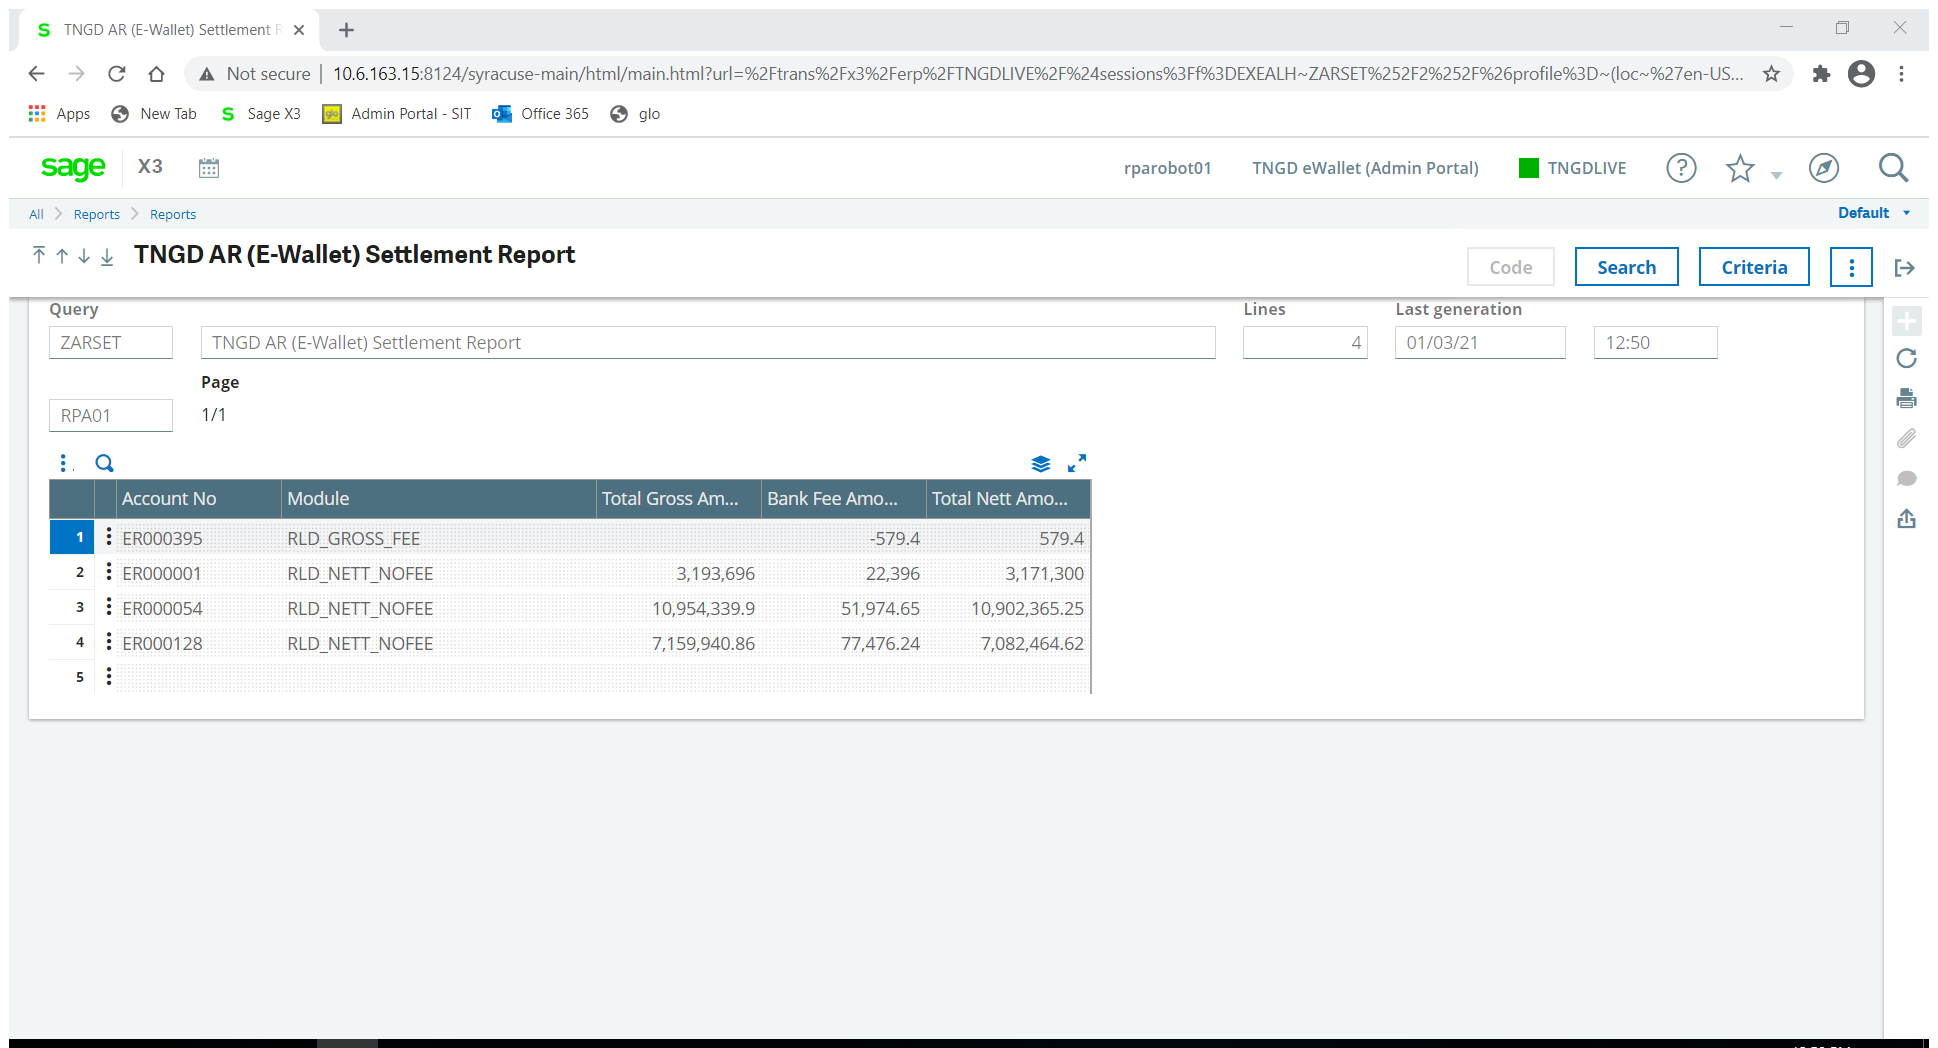 S TNGD AR (E-Wallet) Settlement R
Not secure | 10.6.163.15:8124/syracuse-main/html/main.html?url=%2Ftrans%2Fx3%2Ferp%2FTNGDLIVE%2F%24sessions%3Ff%3DEXEALH~ZARSET%252F2%252F%26profile%3D~(loc~%27en-US...
Apps New Tab S Sage X3 glo Admin Portal - SIT Office 365 glo
sage X3 rparobot01 TNGD eWallet (Admin Portal) TNGDLIVE ?
All Reports Reports Default
TNGD AR (E-Wallet) Settlement Report Code Search Criteria
Query Lines Last generation
ZARSET TNGD AR (E-Wallet) Settlement Report 4 01/03/21 12:50
Page
RPA01 1/1
Account No Module Total Gross Am... Bank Fee Amo... Total Nett Amo...
1 ER000395 RLD_GROSS_FEE -579.4 579.4
2 ER000001 RLD_NETT_NOFEE 3,193,696 22,396 3,171,300
3 ER000054 RLD_NETT_NOFEE 10,954,339.9 51,974.65 10,902,365.25
4 ER000128 RLD_NETT_NOFEE 7,159,940.86 77,476.24 7,082,464.62
5